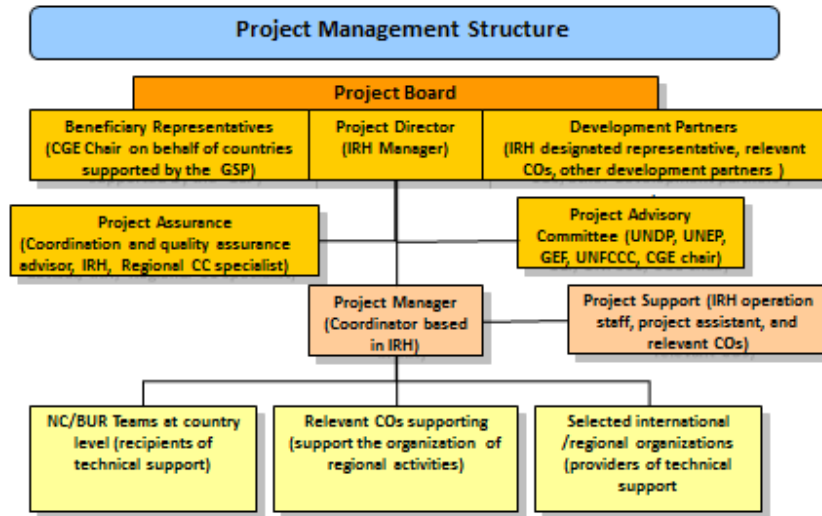 Project Management Structure
Project Board
Beneficiary Representatives
(CGE Chair on behalf of countries
supported by the GSP)
Project Director
(IRH Manager)
Development Partners
(IRH designated representative, relevant
COs, other development partners )
Project Assurance
(Coordination and quality assurance
advisor, IRH, Regional CC specialist)
Project Advisory
Committee (UNDP, UNEP,
GEF, UNFCCC, CGE chair)
Project Manager
(Coordinator based
in IRH)
Project Support (IRH operation
staff, project assistant, and
relevant COs)
NC/BUR Teams at country
level (recipients of
technical support)
Relevant COs supporting
(support the organization of
regional activities)
Selected international
/regional organizations
(providers of technical
support